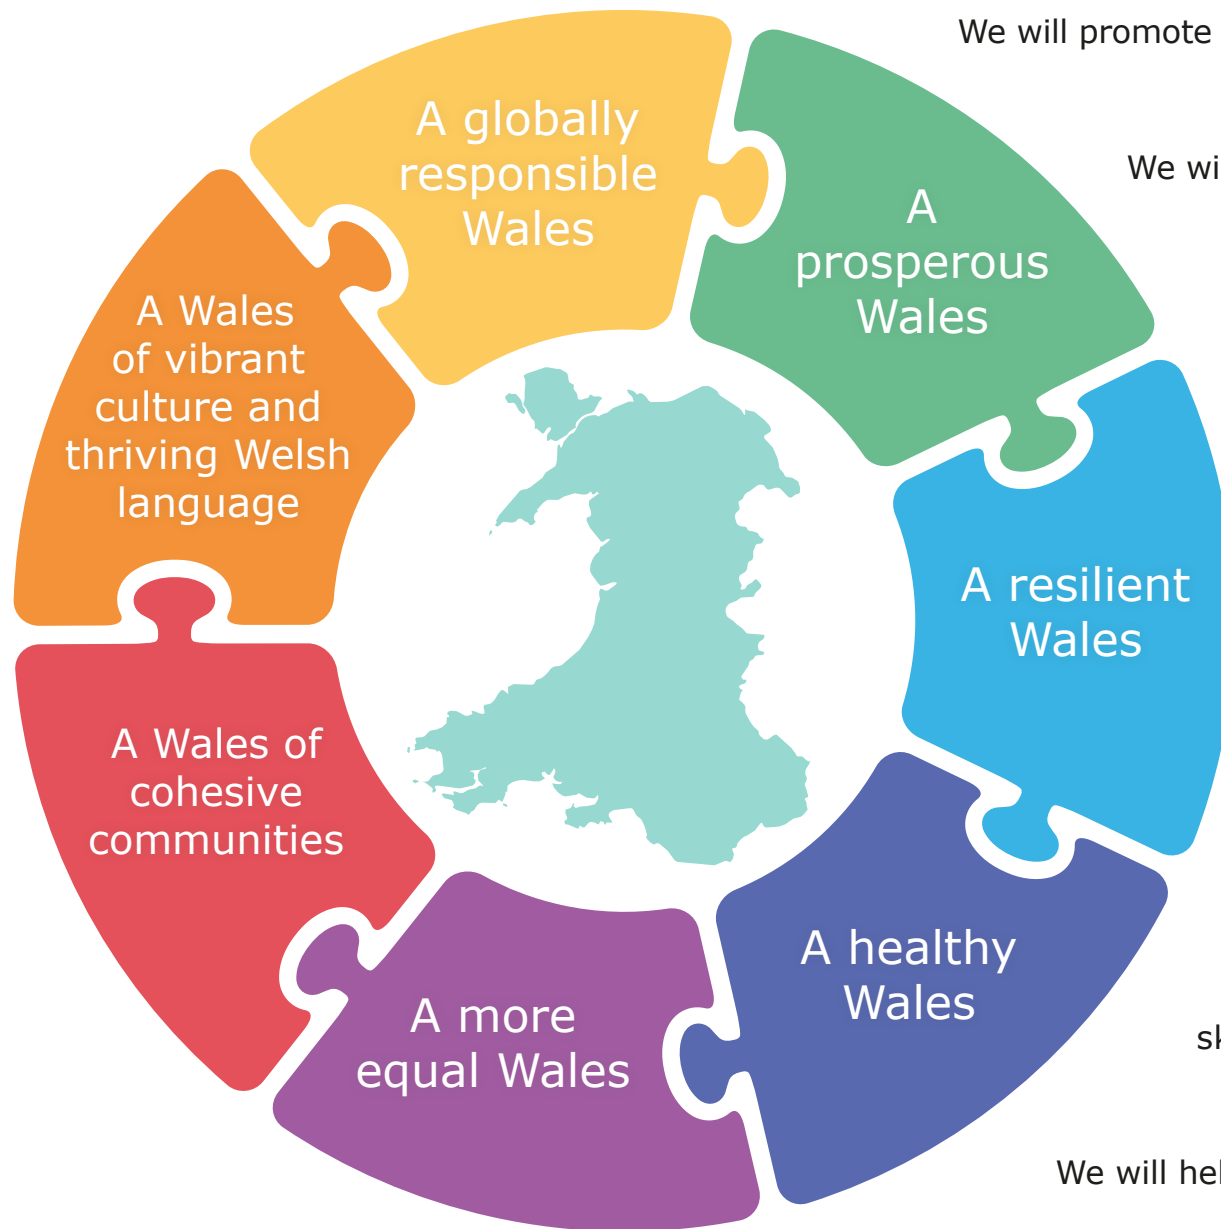 We will promote
We wi
A globally
responsible
Wales
A
prosperous
Wales
A resilient
Wales
A healthy
Wales
A more
equal Wales
A Wales of
cohesive
communities
A Wales
of vibrant
culture and
thriving Welsh
language
sk
We will hel